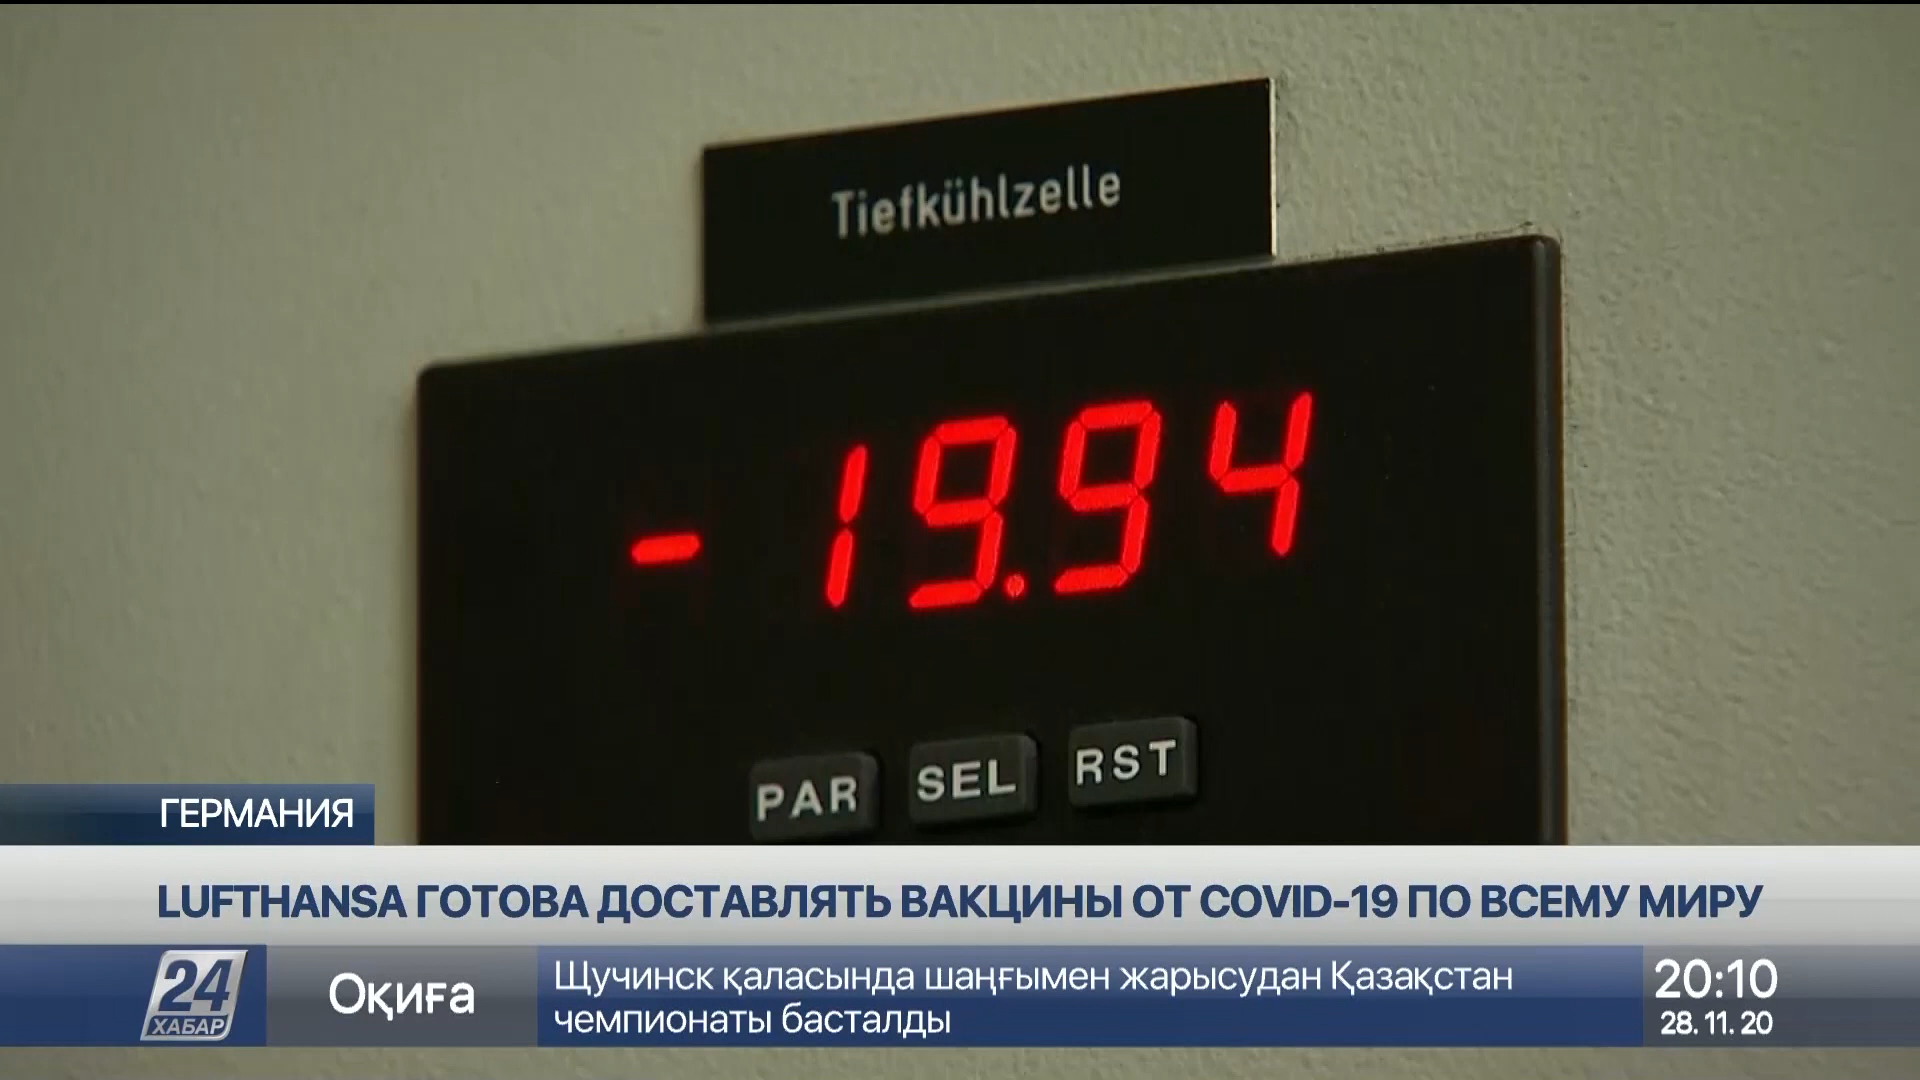 Tiefkühlzelle
-19.94
PAR SEL RST
ГЕРМАНИЯ
LUFTHANSA ГОТОВА ДОСТАВЛЯТЬ ВАКЦИНЫ ОТ COVID-19 ПО ВСЕМУ МИРУ
24
ХАБАР
Оқиға
Щучинск қаласында шаңғымен жарысудан Қазақстан
чемпионаты басталды
20:10
28. 11. 20